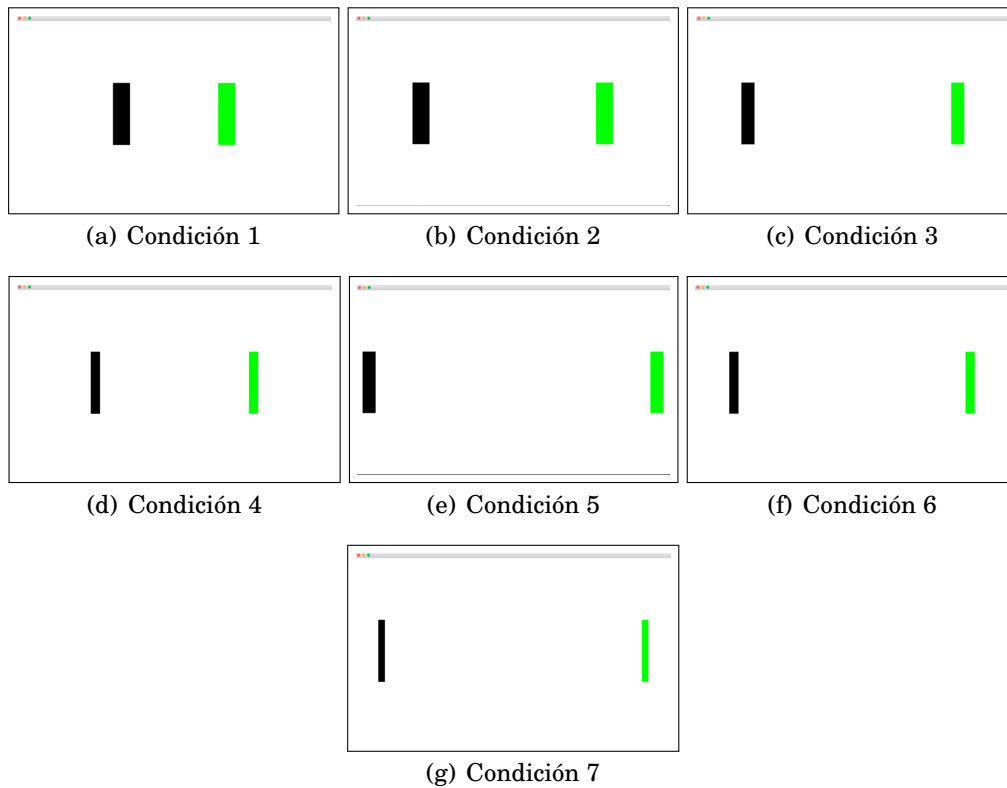 (a) Condición 1
(b) Condición 2
(c) Condición 3
(d) Condición 4
(e) Condición 5
(f) Condición 6
(g) Condición 7